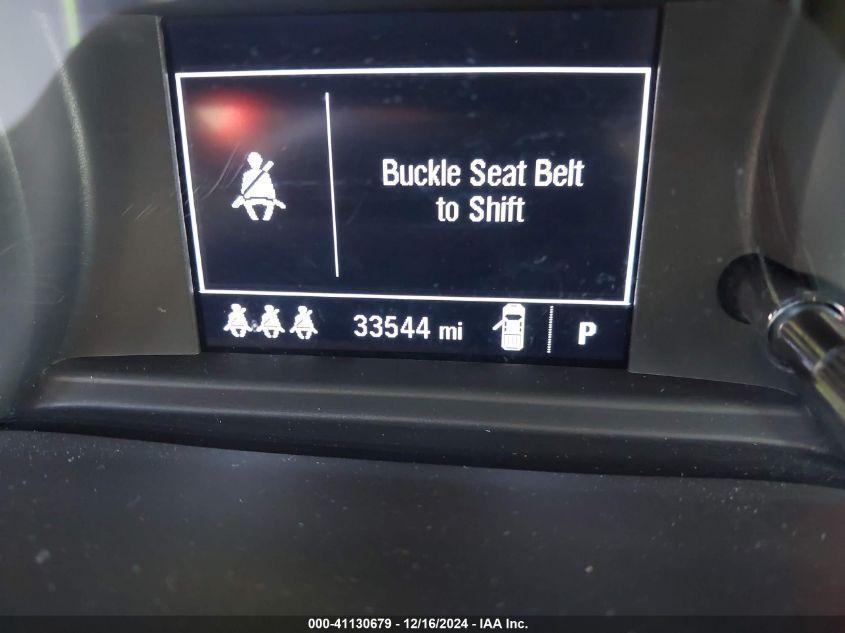 Buckle Seat Belt
to Shift
33544 mi
P
000-41130679 - 12/16/2024 - IAA Inc.